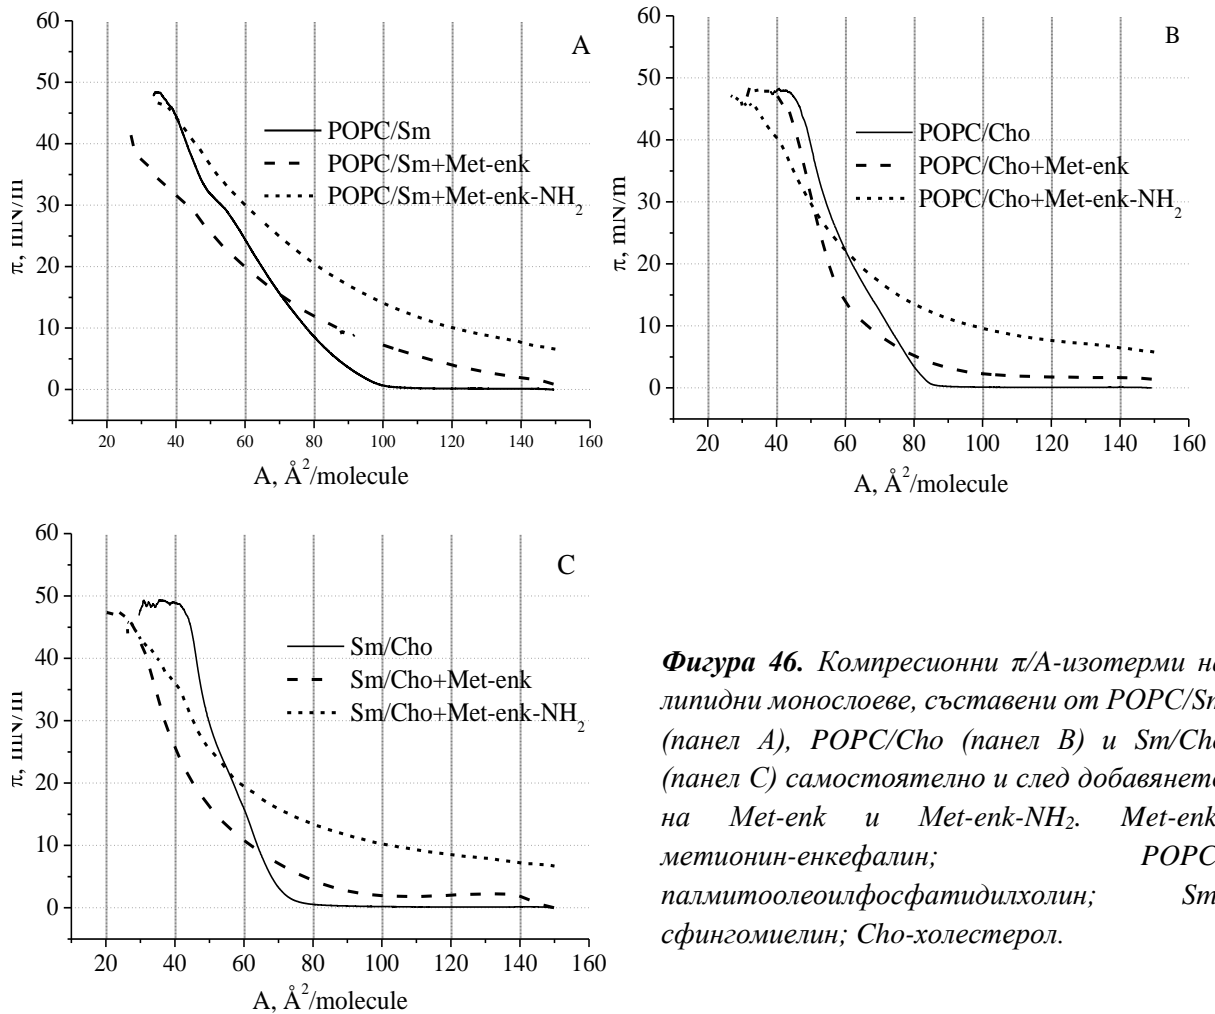 A
60
50
40
30
20
10
0
π, mN/m
POPC/Sm
POPC/Sm+Met-enk
POPC/Sm+Met-enk-NH2
20 40 60 80 100 120 140 160
A, Å2/molecule
B
60
50
40
30
20
10
0
π, mN/m
POPC/Cho
POPC/Cho+Met-enk
POPC/Cho+Met-enk-NH2
20 40 60 80 100 120 140 160
A, Å2/molecule
C
60
50
40
30
20
10
0
π, mN/m
Sm/Cho
Sm/Cho+Met-enk
Sm/Cho+Met-enk-NH2
20 40 60 80 100 120 140 160
A, Å2/molecule
Фигура 46. Компресионни π/А-изотерми на
липидни монослоеве, съставени от POPC/Sm
(панел A), POPC/Cho (панел B) и Sm/Cho
(панел C) самостоятелно и след добавянето
на Met-enk и Met-enk-NH2. Met-enk
метионин-енкефалин; POPC
палмитоолеоилфосфатидилхолин; Sm
сфингомиелин; Cho-холестерол.